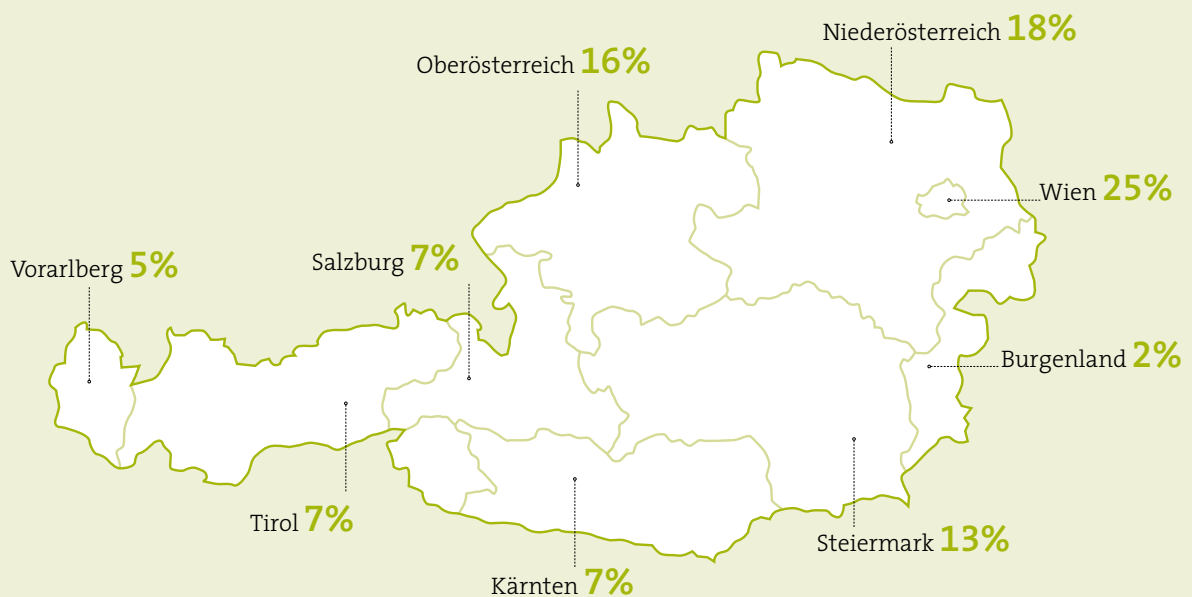 Niederösterreich 18%
Oberösterreich 16%
Wien 25%
Salzburg 7%
Vorarlberg 5%
Burgenland 2%
Tirol 7%
Steiermark 13%
Kärnten 7%